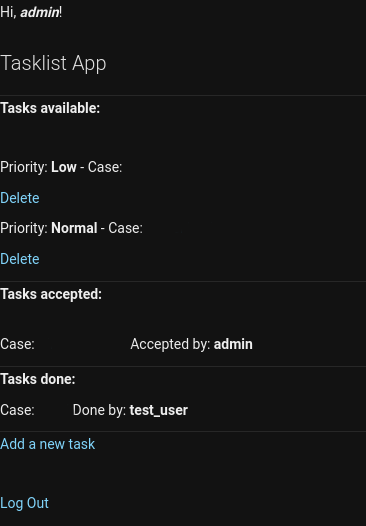 Hi, admin!
Tasklist App
Tasks available:
Priority: Low - Case:
Delete
Priority: Normal - Case:
Delete
Tasks accepted:
Case: Accepted by: admin
Tasks done:
Case: Done by: test_user
Add a new task
Log Out